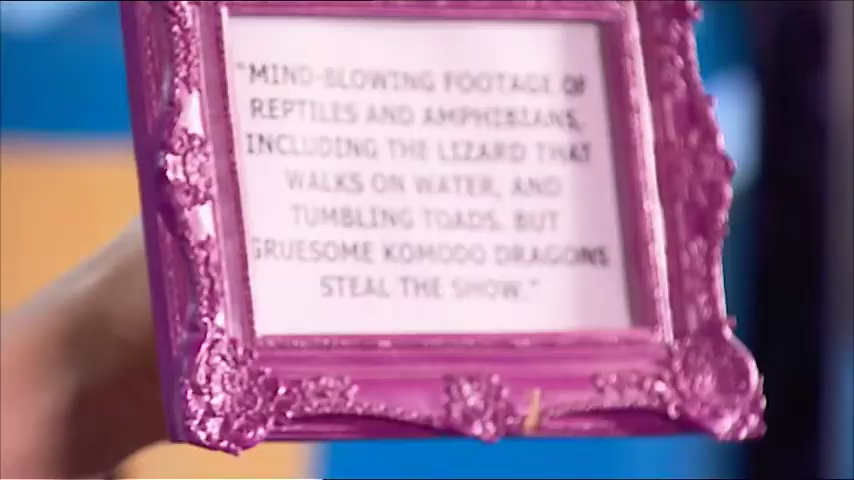 "MIND-BLOWING FOOTAGE OF
REPTILES AND AMPHIBIANS,
INCLUDING THE LIZARD THAT
WALKS ON WATER, AND
TUMBLING TOADS. BUT
GRUESOME KOMODO DRAGONS
STEAL THE SHOW."